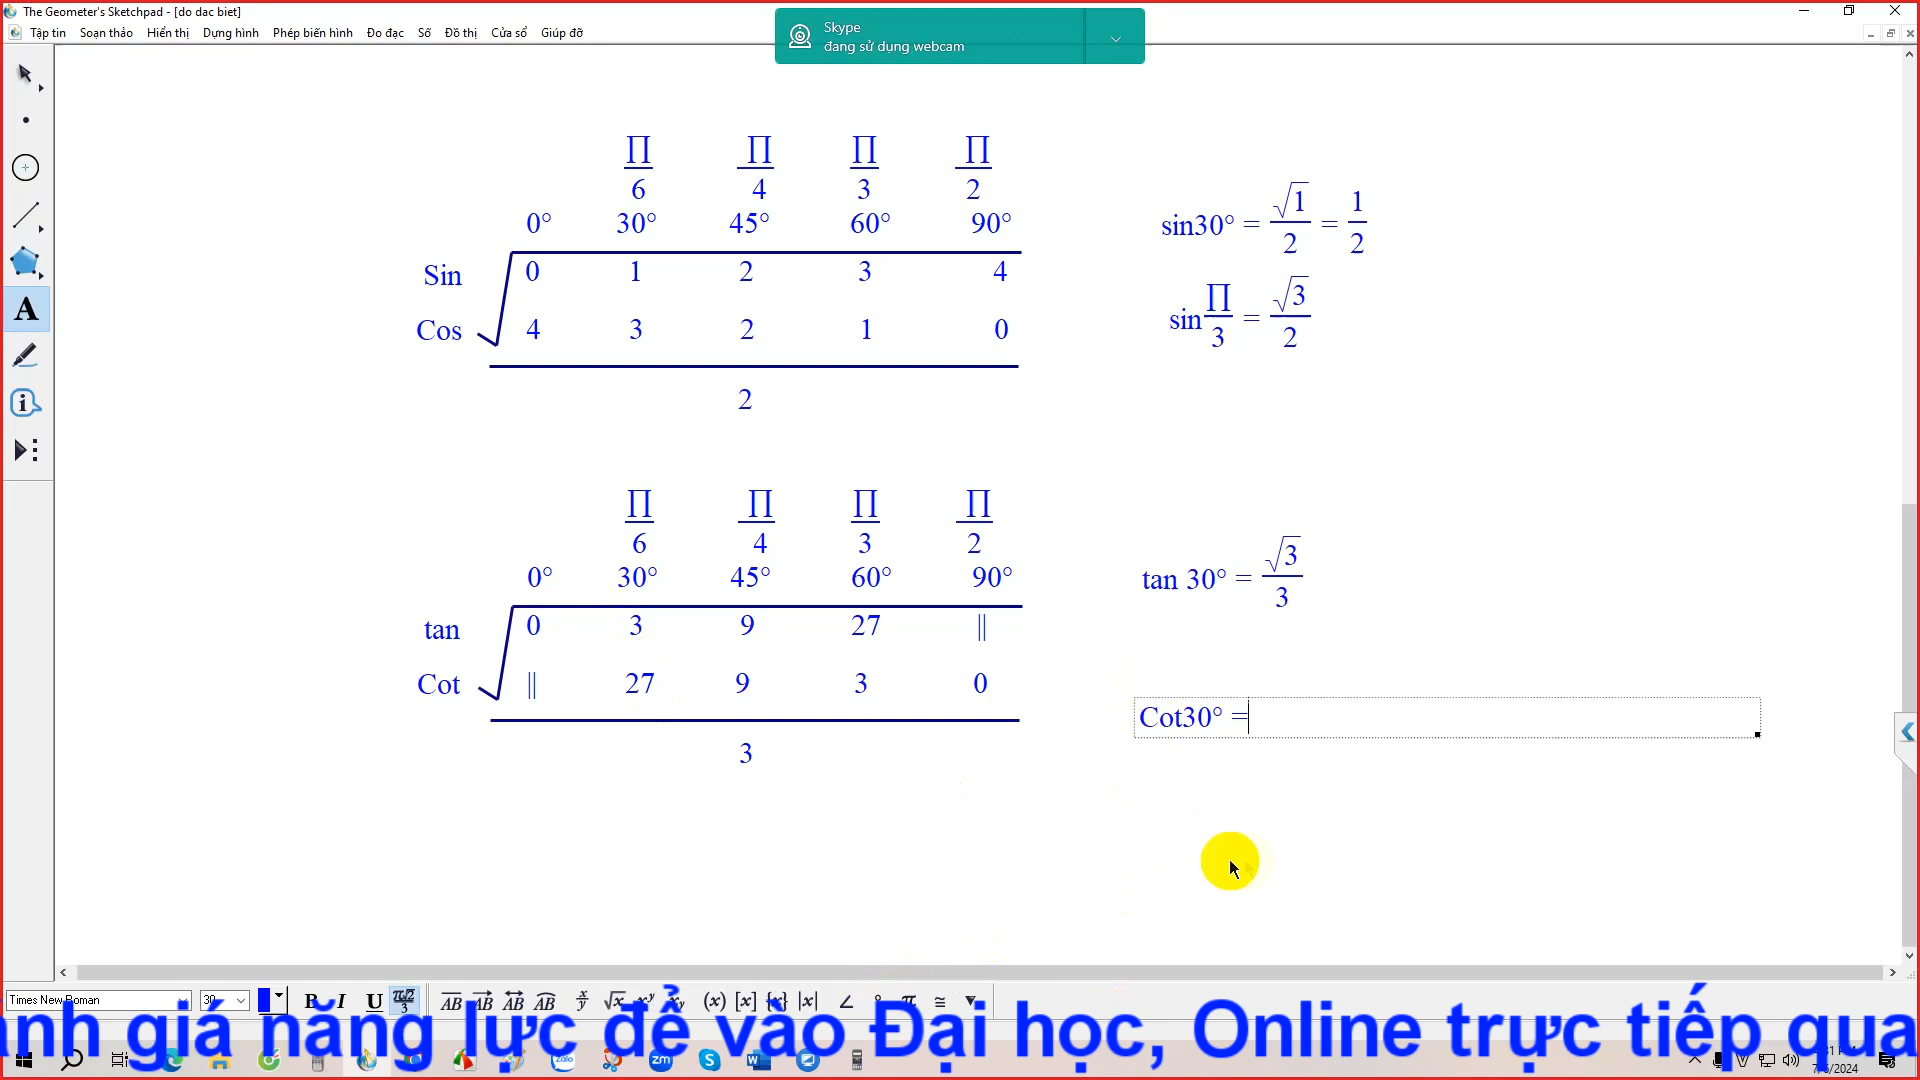 The Geometer's Sketchpad - [do dac biet]
Tập tin Soạn thảo Hiển thị Dựng hình Phép biến hình Đo đạc Số Đồ thị Cửa sổ Giúp đỡ
Skype
đang sử dụng webcam
∏/6 ∏/4 ∏/3 ∏/2
0° 30° 45° 60° 90°
Sin 0 1 2 3 4
Cos 4 3 2 1 0
2
sin30° = √1/2 = 1/2
sin∏/3 = √3/2
∏/6 ∏/4 ∏/3 ∏/2
0° 30° 45° 60° 90°
tan 0 3 9 27 ||
Cot || 27 9 3 0
3
tan 30° = √3/3
Cot30° =
Times New Roman 30 B I U
anh giá năng lực để vào Đại học, Online trực tiếp qua